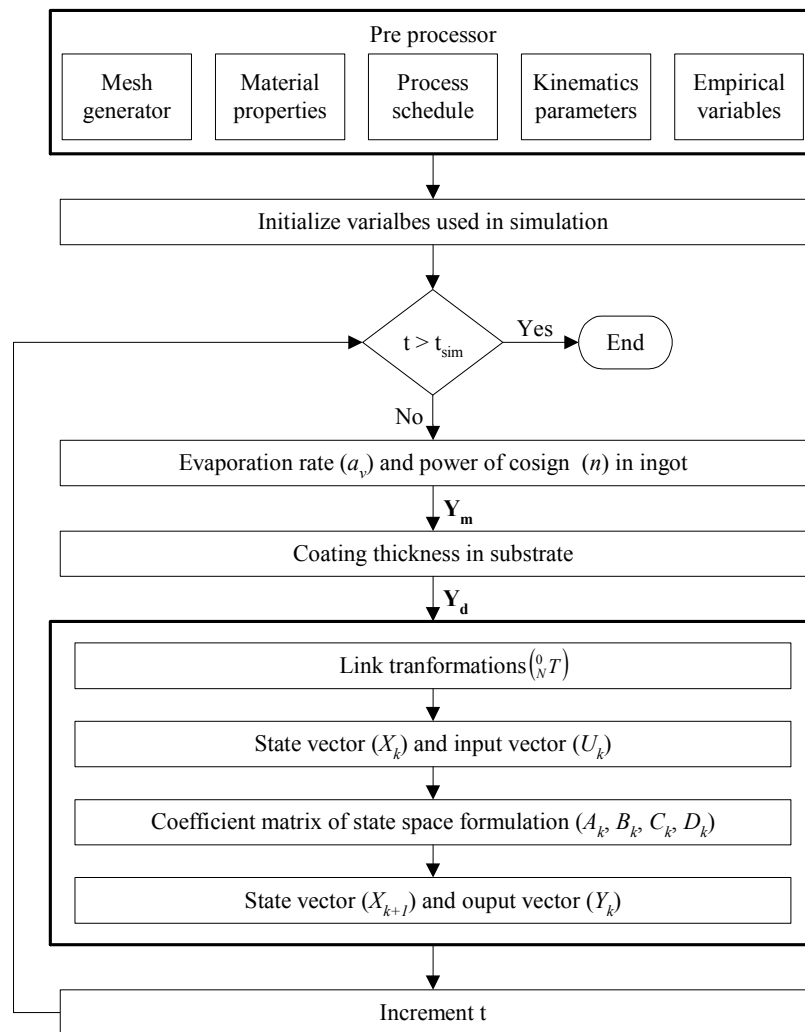 Pre processor
Mesh generator
Material properties
Process schedule
Kinematics parameters
Empirical variables
Initialize varialbes used in simulation
t > t_sim
Yes
End
No
Evaporation rate (a_v) and power of cosign (n) in ingot
Y_m
Coating thickness in substrate
Y_d
Link tranformations (^0_N T)
State vector (X_k) and input vector (U_k)
Coefficient matrix of state space formulation (A_k, B_k, C_k, D_k)
State vector (X_{k+1}) and ouput vector (Y_k)
Increment t